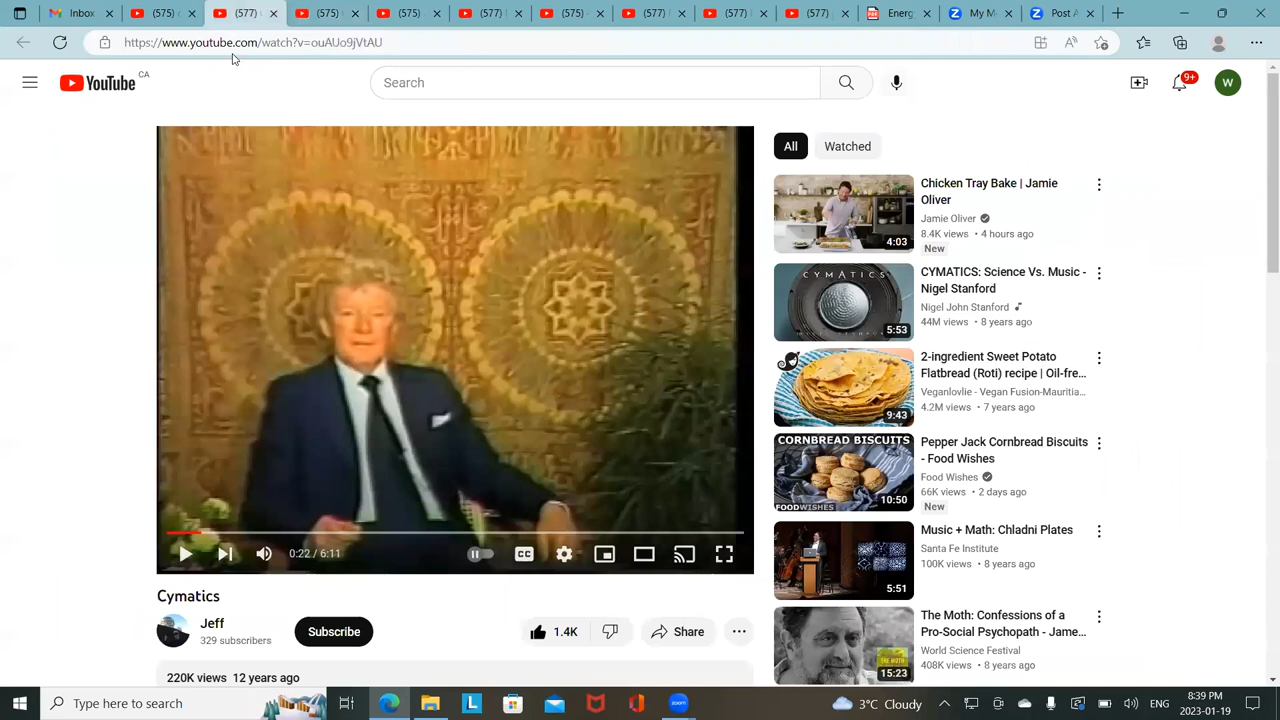 Inbox
(575)
(577)
(575)
(575)
(577)
(575)
(577)
(577)
(577)
Energ
My M
Post A
https://www.youtube.com/watch?v=ouAUo9jVtAU
YouTube CA
Search
9+
W
All
Watched
Chicken Tray Bake | Jamie
Oliver
Jamie Oliver
8.4K views • 4 hours ago
New
4:03
CYMATICS
CYMATICS: Science Vs. Music -
Nigel Stanford
Nigel John Stanford
44M views • 8 years ago
5:53
2-ingredient Sweet Potato
Flatbread (Roti) recipe | Oil-fre...
Veganlovlie - Vegan Fusion-Mauritia...
4.2M views • 7 years ago
9:43
CORNBREAD BISCUITS
FOODWISHES
Pepper Jack Cornbread Biscuits
- Food Wishes
Food Wishes
66K views • 2 days ago
New
10:50
Music + Math: Chladni Plates
Santa Fe Institute
100K views • 8 years ago
5:51
The Moth: Confessions of a
Pro-Social Psychopath - Jame...
World Science Festival
408K views • 8 years ago
THE MOTH
15:23
0:22 / 6:11
CC
Cymatics
Jeff
329 subscribers
Subscribe
1.4K
Share
220K views 12 years ago
Type here to search
L
zoom
3°C Cloudy
ENG
8:39 PM
2023-01-19